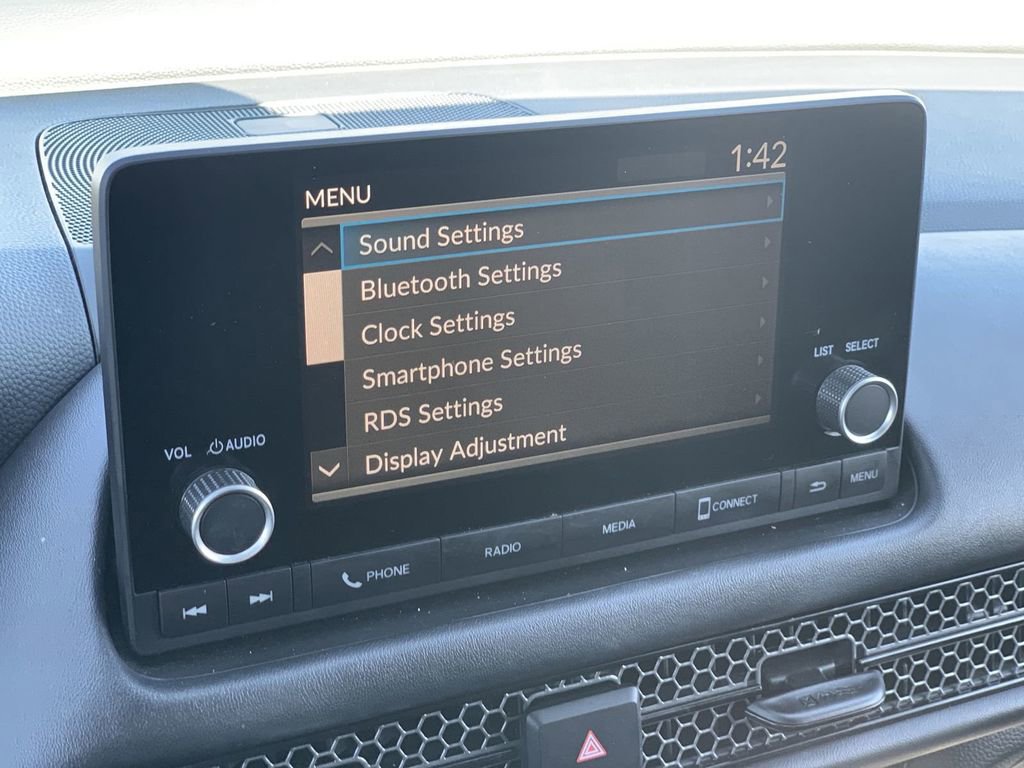 1:42
MENU
Sound Settings
Bluetooth Settings
Clock Settings
Smartphone Settings
RDS Settings
Display Adjustment
LIST SELECT
VOL AUDIO
PHONE
RADIO
MEDIA
CONNECT
MENU